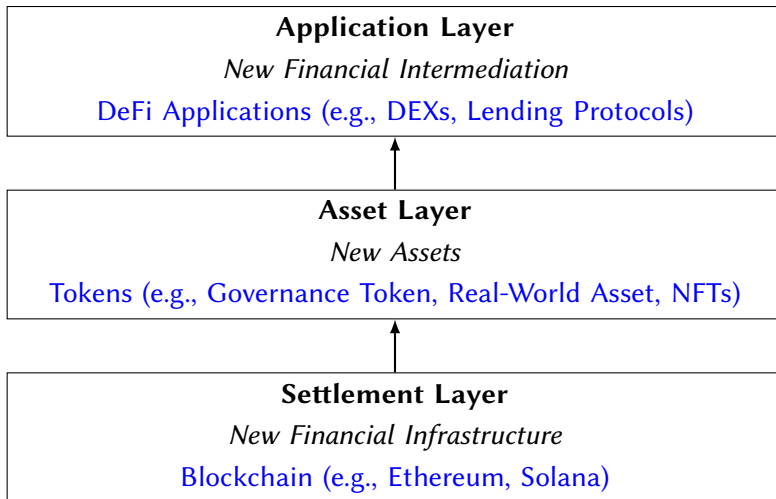 Application Layer
New Financial Intermediation
DeFi Applications (e.g., DEXs, Lending Protocols)
Asset Layer
New Assets
Tokens (e.g., Governance Token, Real-World Asset, NFTs)
Settlement Layer
New Financial Infrastructure
Blockchain (e.g., Ethereum, Solana)